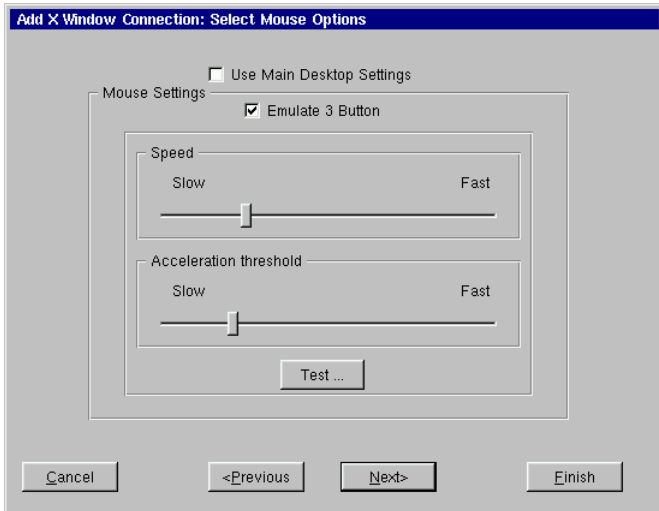 Add X Window Connection: Select Mouse Options
Use Main Desktop Settings
Mouse Settings
Emulate 3 Button
Speed
Slow Fast
Acceleration threshold
Slow Fast
Test ...
Cancel <Previous Next> Finish